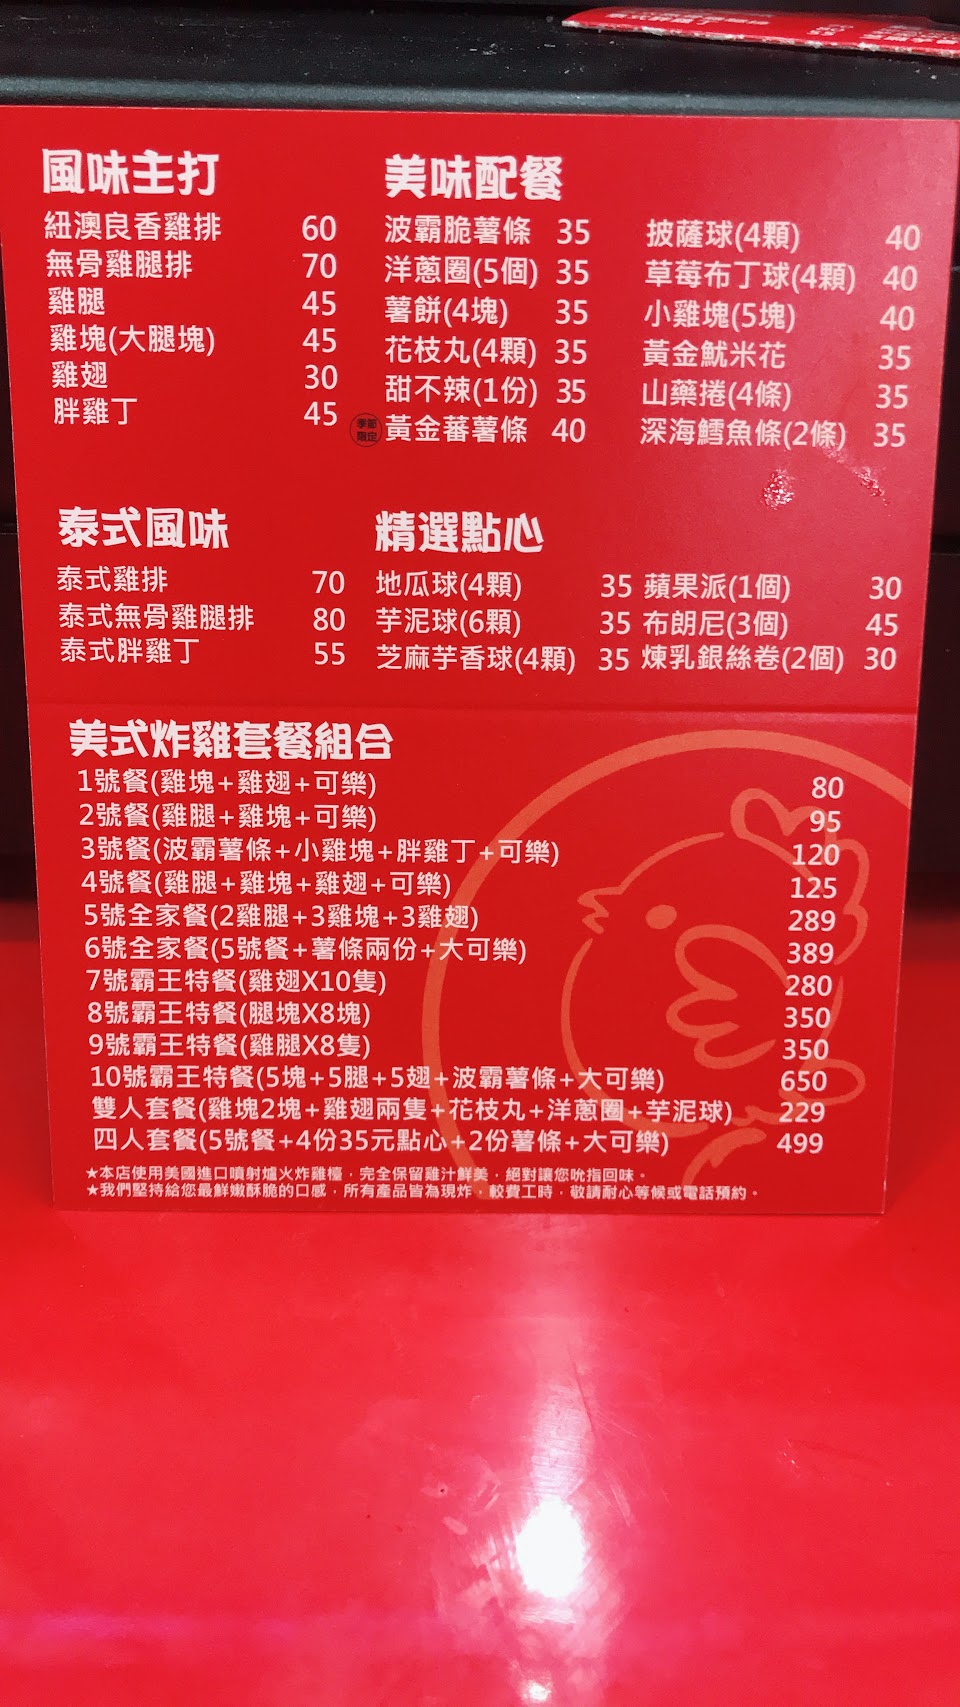 風味主打
紐澳良香雞排 60
無骨雞腿排 70
雞腿 45
雞塊(大腿塊) 45
雞翅 30
胖雞丁 45
美味配餐
波霸脆薯條 35
洋蔥圈(5個) 35
薯餅(4塊) 35
花枝丸(4顆) 35
甜不辣(1份) 35
季節限定 黃金蕃薯條 40
披薩球(4顆) 40
草莓布丁球(4顆) 40
小雞塊(5塊) 40
黃金魷米花 35
山藥捲(4條) 35
深海鱈魚條(2條) 35
泰式風味
泰式雞排 70
泰式無骨雞腿排 80
泰式胖雞丁 55
精選點心
地瓜球(4顆) 35
芋泥球(6顆) 35
芝麻芋香球(4顆) 35
蘋果派(1個) 30
布朗尼(3個) 45
煉乳銀絲卷(2個) 30
美式炸雞套餐組合
1號餐(雞塊+雞翅+可樂) 80
2號餐(雞腿+雞塊+可樂) 95
3號餐(波霸薯條+小雞塊+胖雞丁+可樂) 120
4號餐(雞腿+雞塊+雞翅+可樂) 125
5號全家餐(2雞腿+3雞塊+3雞翅) 289
6號全家餐(5號餐+薯條兩份+大可樂) 389
7號霸王特餐(雞翅X10隻) 280
8號霸王特餐(腿塊X8塊) 350
9號霸王特餐(雞腿X8隻) 350
10號霸王特餐(5塊+5腿+5翅+波霸薯條+大可樂) 650
雙人套餐(雞塊2塊+雞翅兩隻+花枝丸+洋蔥圈+芋泥球) 229
四人套餐(5號餐+4份35元點心+2份薯條+大可樂) 499
★本店使用美國進口噴射爐火炸雞檯，完全保留雞汁鮮美，絕對讓您吮指回味。
★我們堅持給您最鮮嫩酥脆的口感，所有產品皆為現炸，較費工時，敬請耐心等候或電話預約。